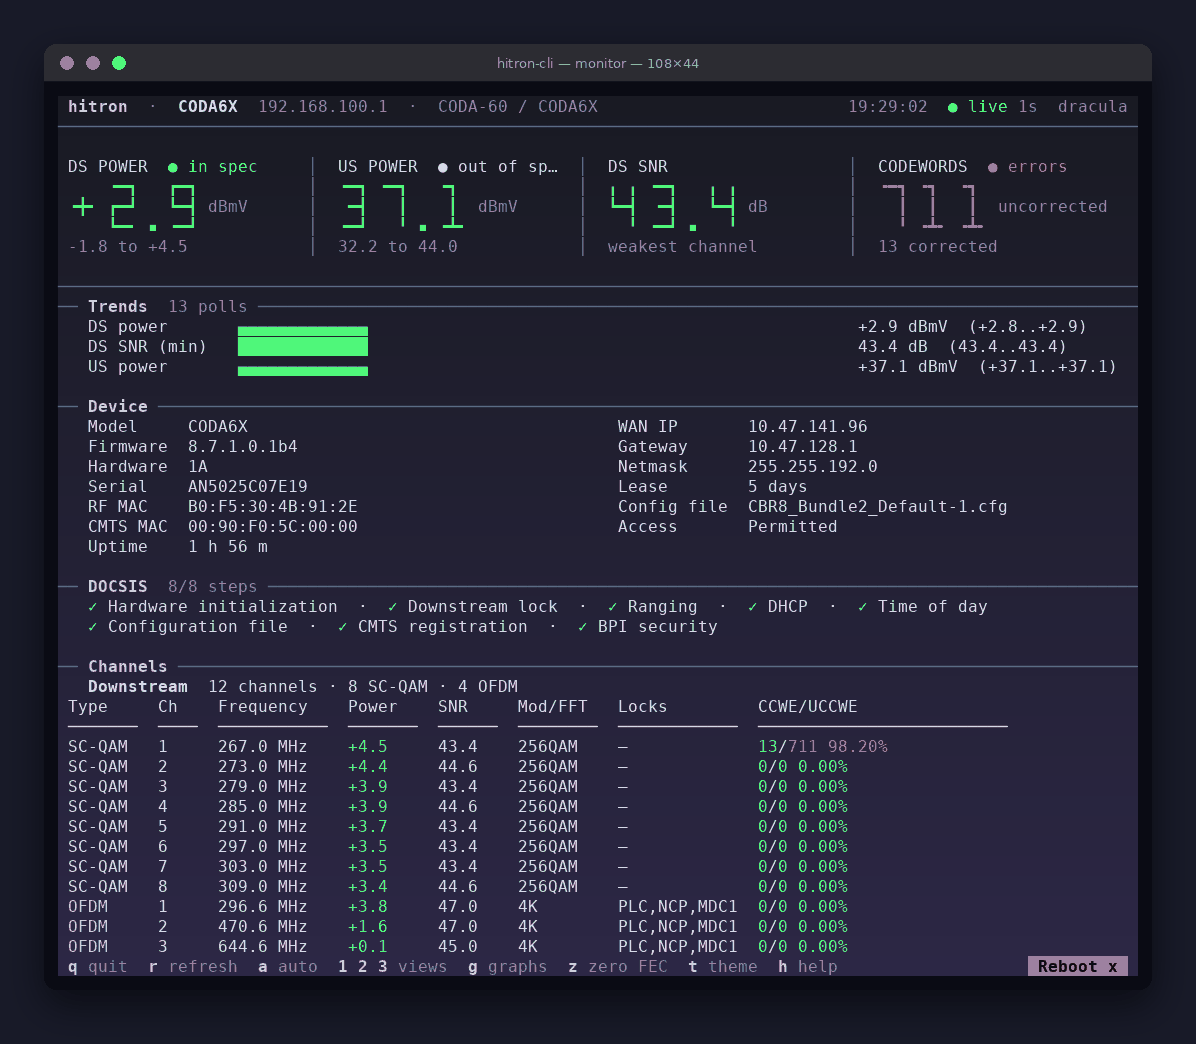 hitron-cli — monitor — 108×44
hitron · CODA6X 192.168.100.1 · CODA-60 / CODA6X 19:29:02 ● live 1s dracula
DS POWER ● in spec │ US POWER ● out of sp… │ DS SNR │ CODEWORDS ● errors
+2.9 dBmV │ 37.1 dBmV │ 43.4 dB │ 711 uncorrected
-1.8 to +4.5 │ 32.2 to 44.0 │ weakest channel │ 13 corrected
Trends 13 polls
DS power +2.9 dBmV (+2.8..+2.9)
DS SNR (min) 43.4 dB (43.4..43.4)
US power +37.1 dBmV (+37.1..+37.1)
Device
Model CODA6X WAN IP 10.47.141.96
Firmware 8.7.1.0.1b4 Gateway 10.47.128.1
Hardware 1A Netmask 255.255.192.0
Serial AN5025C07E19 Lease 5 days
RF MAC B0:F5:30:4B:91:2E Config file CBR8_Bundle2_Default-1.cfg
CMTS MAC 00:90:F0:5C:00:00 Access Permitted
Uptime 1 h 56 m
DOCSIS 8/8 steps
✓ Hardware initialization · ✓ Downstream lock · ✓ Ranging · ✓ DHCP · ✓ Time of day
✓ Configuration file · ✓ CMTS registration · ✓ BPI security
Channels
Downstream 12 channels · 8 SC-QAM · 4 OFDM
Type Ch Frequency Power SNR Mod/FFT Locks CCWE/UCCWE
SC-QAM 1 267.0 MHz +4.5 43.4 256QAM — 13/711 98.20%
SC-QAM 2 273.0 MHz +4.4 44.6 256QAM — 0/0 0.00%
SC-QAM 3 279.0 MHz +3.9 43.4 256QAM — 0/0 0.00%
SC-QAM 4 285.0 MHz +3.9 44.6 256QAM — 0/0 0.00%
SC-QAM 5 291.0 MHz +3.7 43.4 256QAM — 0/0 0.00%
SC-QAM 6 297.0 MHz +3.5 43.4 256QAM — 0/0 0.00%
SC-QAM 7 303.0 MHz +3.5 43.4 256QAM — 0/0 0.00%
SC-QAM 8 309.0 MHz +3.4 44.6 256QAM — 0/0 0.00%
OFDM 1 296.6 MHz +3.8 47.0 4K PLC,NCP,MDC1 0/0 0.00%
OFDM 2 470.6 MHz +1.6 47.0 4K PLC,NCP,MDC1 0/0 0.00%
OFDM 3 644.6 MHz +0.1 45.0 4K PLC,NCP,MDC1 0/0 0.00%
q quit r refresh a auto 1 2 3 views g graphs z zero FEC t theme h help Reboot x